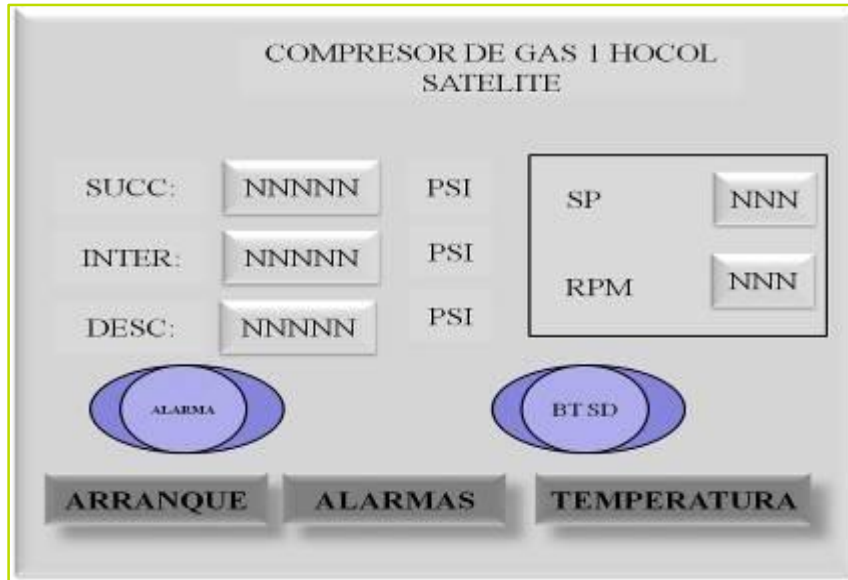 COMPRESOR DE GAS 1 HOCOL
SATELITE
SUCC: NNNNN PSI
SP NNN
INTER: NNNNN PSI
RPM NNN
DESC: NNNNN PSI
ALARMA
BT SD
ARRANQUE ALARMAS TEMPERATURA